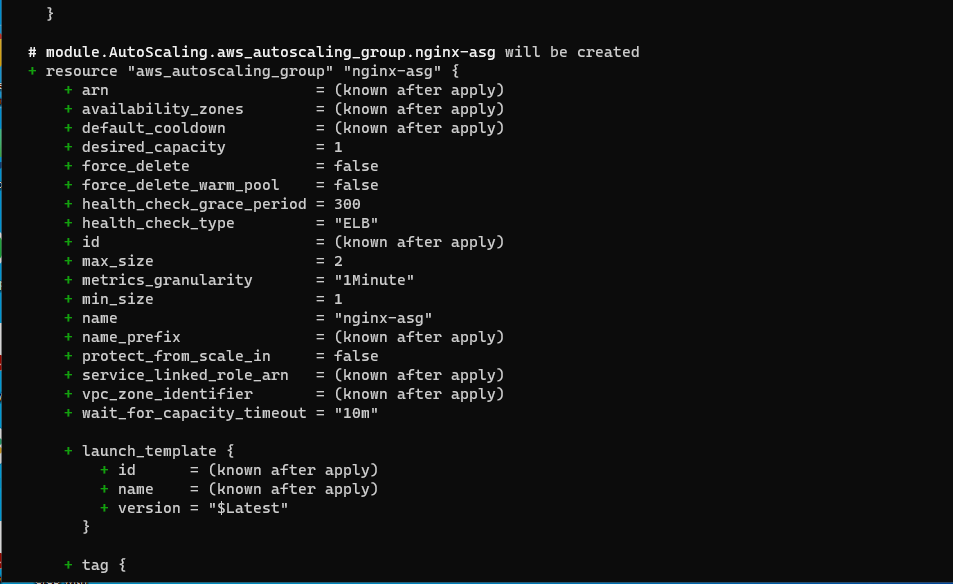 }
# module.AutoScaling.aws_autoscaling_group.nginx-asg will be created
+ resource "aws_autoscaling_group" "nginx-asg" {
+ arn = (known after apply)
+ availability_zones = (known after apply)
+ default_cooldown = (known after apply)
+ desired_capacity = 1
+ force_delete = false
+ force_delete_warm_pool = false
+ health_check_grace_period = 300
+ health_check_type = "ELB"
+ id = (known after apply)
+ max_size = 2
+ metrics_granularity = "1Minute"
+ min_size = 1
+ name = "nginx-asg"
+ name_prefix = (known after apply)
+ protect_from_scale_in = false
+ service_linked_role_arn = (known after apply)
+ vpc_zone_identifier = (known after apply)
+ wait_for_capacity_timeout = "10m"
+ launch_template {
+ id = (known after apply)
+ name = (known after apply)
+ version = "$Latest"
}
+ tag {